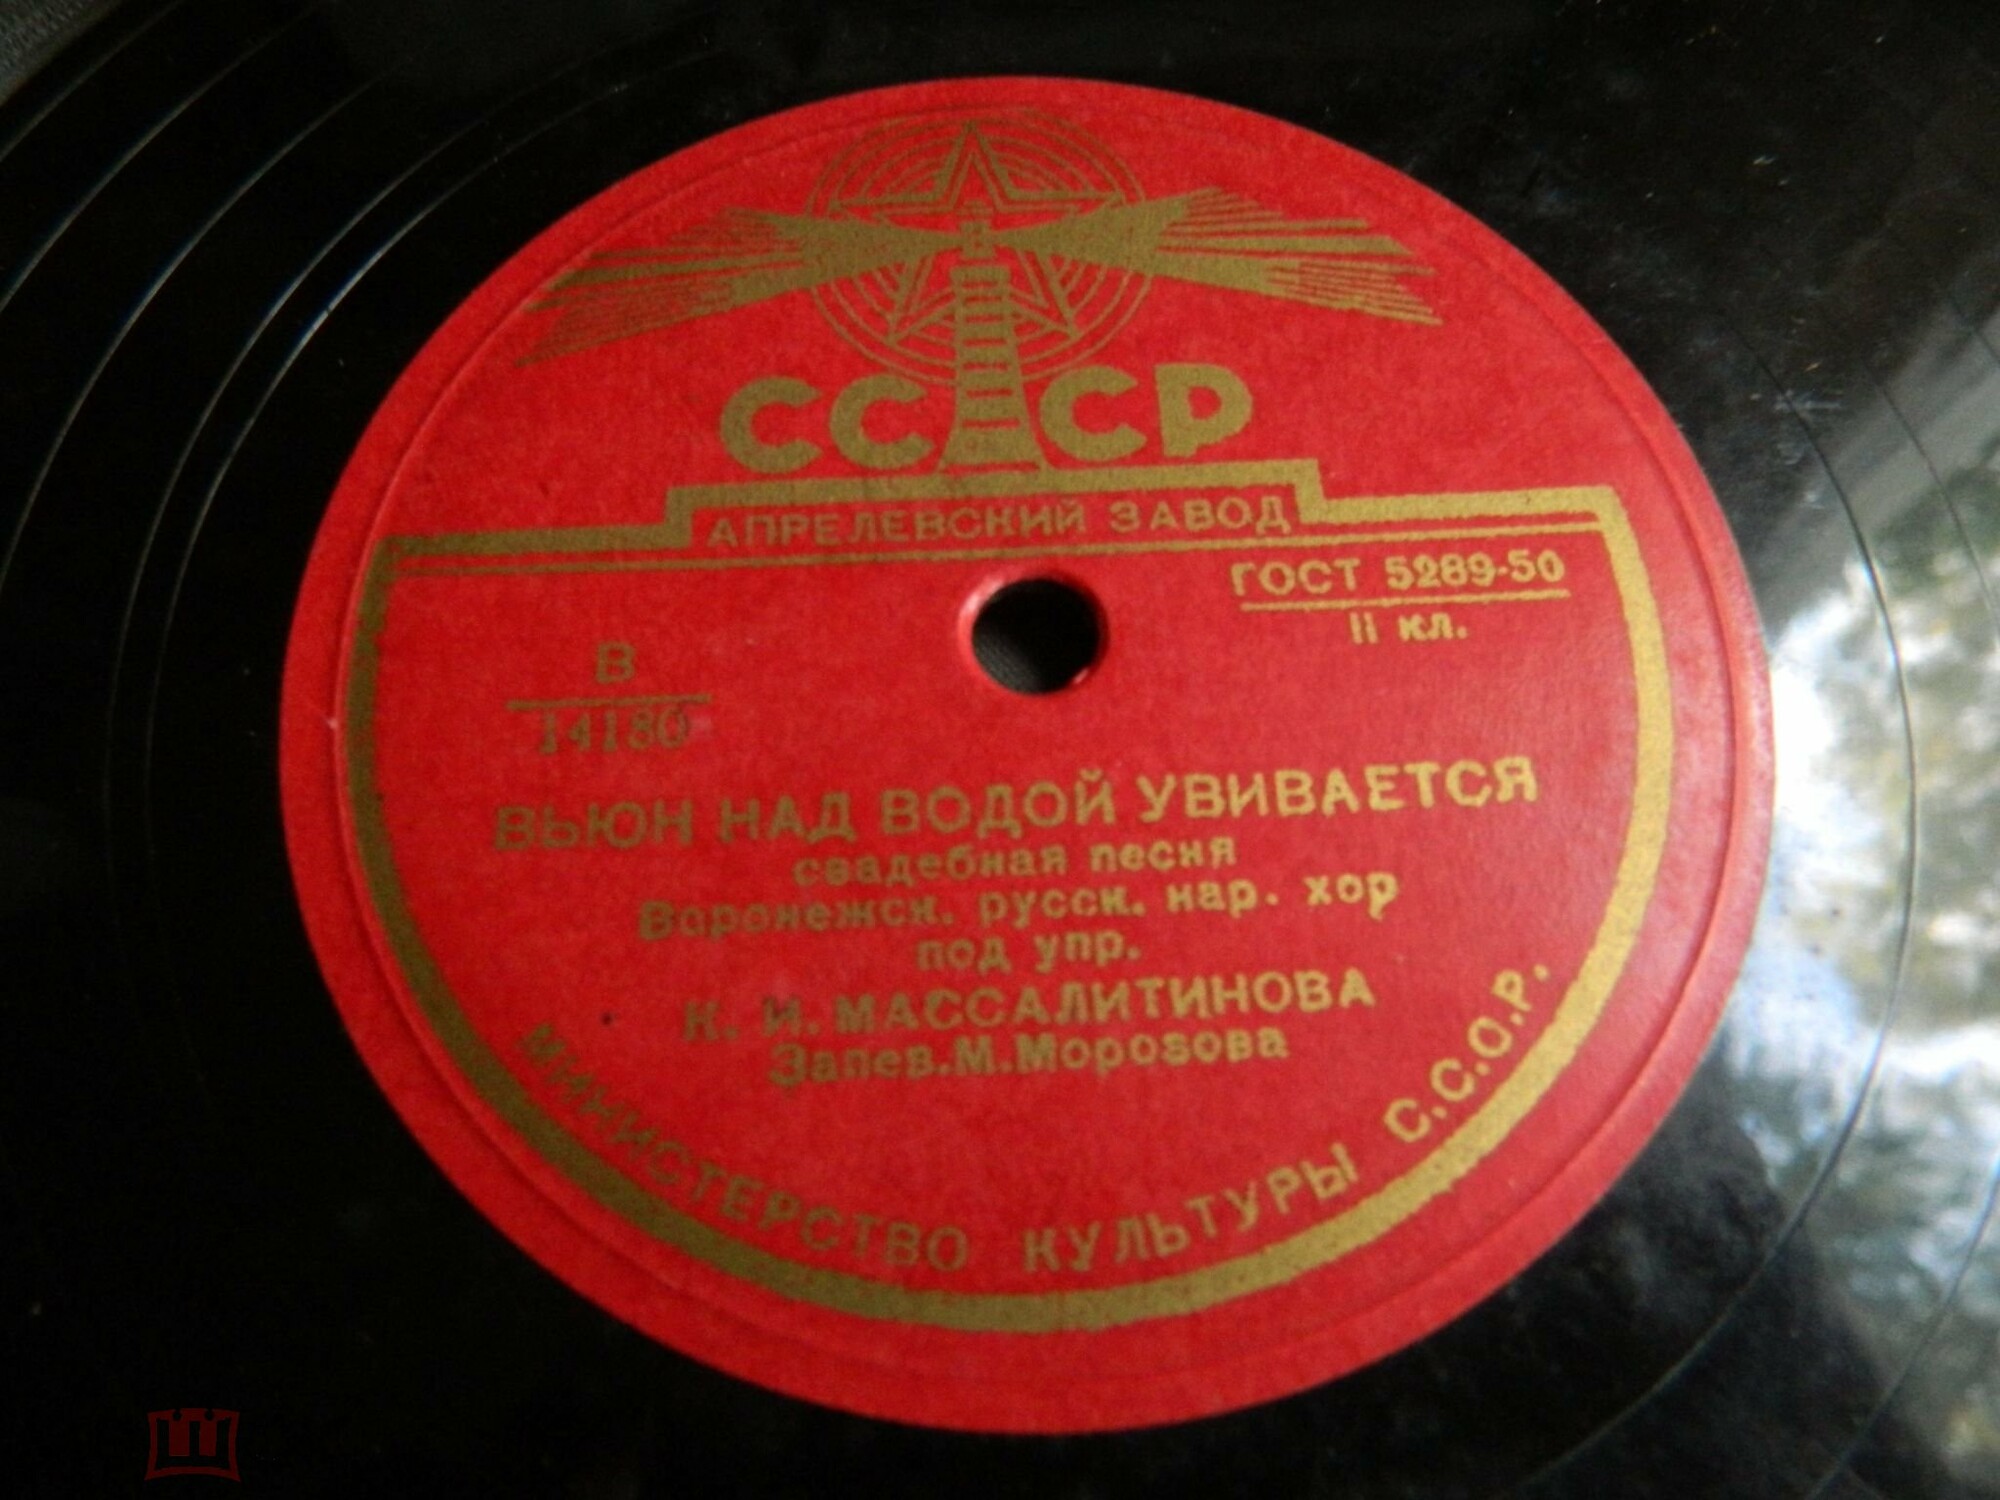 СССР
АПРЕЛЕВСКИЙ ЗАВОД
ГОСТ 5289-50
II кл.
В
14180
ВЬЮН НАД ВОДОЙ УВИВАЕТСЯ
свадебная песня
Воронежск. русск. нар. хор
под упр.
К. И. МАССАЛИТИНОВА
Запев. М. Морозова
МИНИСТЕРСТВО КУЛЬТУРЫ С.С.О.Р.